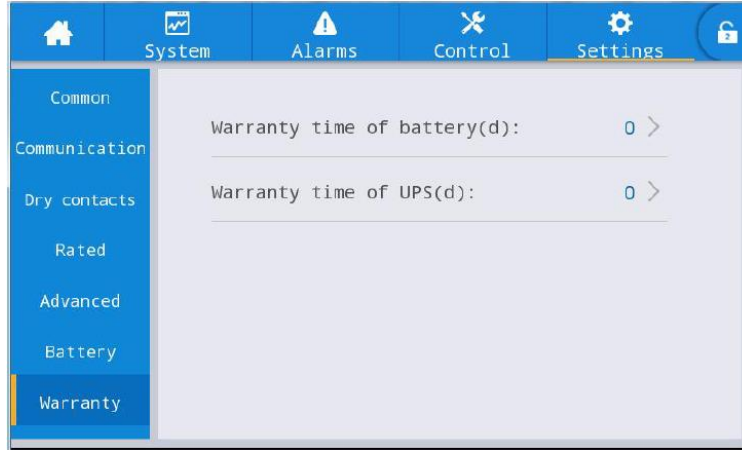 System Alarms Control Settings 2
Common
Communication
Dry contacts
Rated
Advanced
Battery
Warranty
Warranty time of battery(d): 0
Warranty time of UPS(d): 0